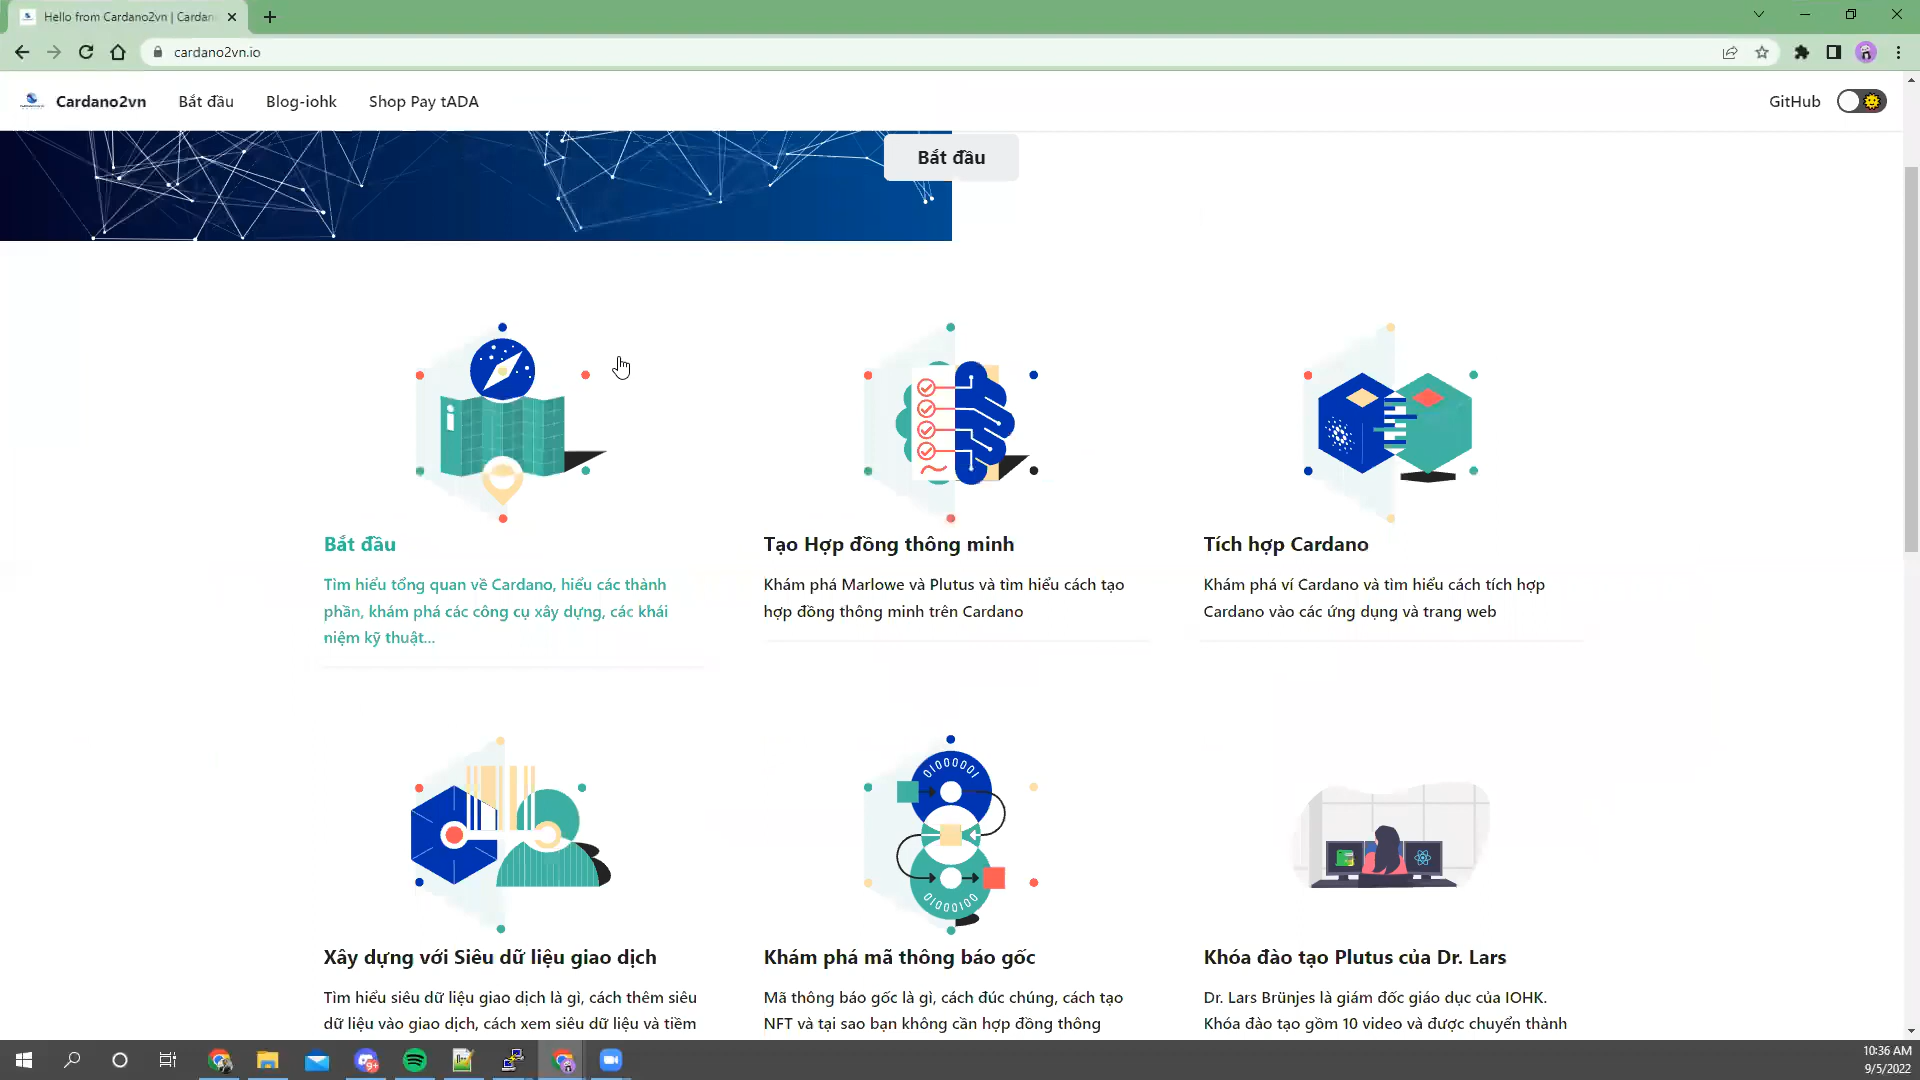 Hello from Cardano2vn | Cardan
cardano2vn.io
Cardano2vn Bắt đầu Blog-iohk Shop Pay tADA GitHub
Bắt đầu
Bắt đầu
Tìm hiểu tổng quan về Cardano, hiểu các thành
phần, khám phá các công cụ xây dựng, các khái
niệm kỹ thuật...
Tạo Hợp đồng thông minh
Khám phá Marlowe và Plutus và tìm hiểu cách tạo
hợp đồng thông minh trên Cardano
Tích hợp Cardano
Khám phá ví Cardano và tìm hiểu cách tích hợp
Cardano vào các ứng dụng và trang web
01000001
01000100
Xây dựng với Siêu dữ liệu giao dịch
Tìm hiểu siêu dữ liệu giao dịch là gì, cách thêm siêu
dữ liệu vào giao dịch, cách xem siêu dữ liệu và tiềm
Khám phá mã thông báo gốc
Mã thông báo gốc là gì, cách đúc chúng, cách tạo
NFT và tại sao bạn không cần hợp đồng thông
Khóa đào tạo Plutus của Dr. Lars
Dr. Lars Brünjes là giám đốc giáo dục của IOHK.
Khóa đào tạo gồm 10 video và được chuyển thành
10:36 AM
9/5/2022